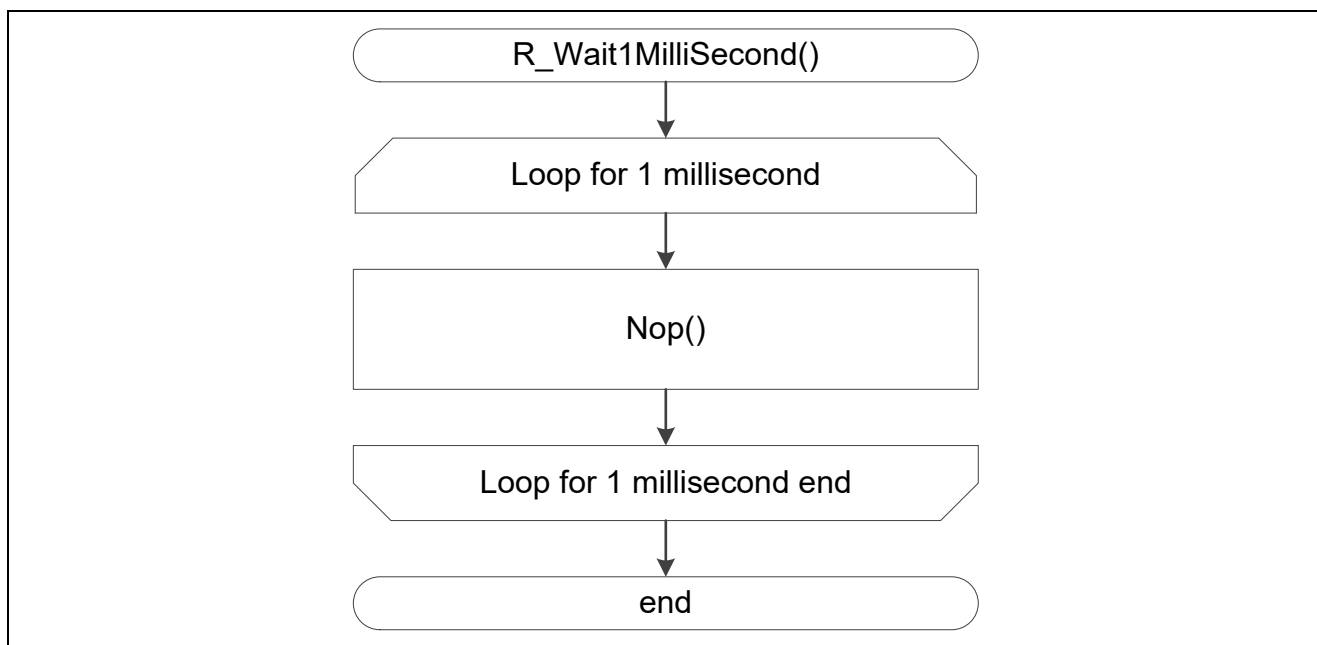 R_Wait1MilliSecond()
Loop for 1 millisecond
Nop()
Loop for 1 millisecond end
end